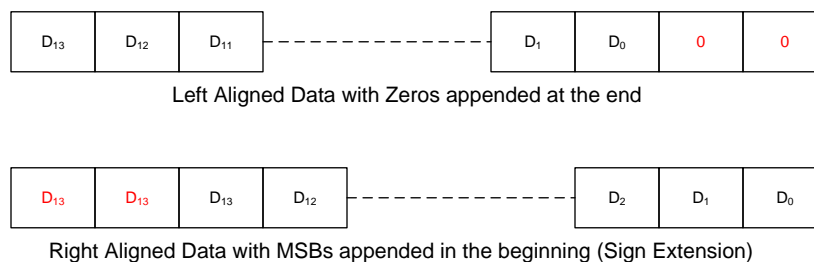 D13 D12 D11 D1 D0 0 0
Left Aligned Data with Zeros appended at the end
D13 D13 D13 D12 D2 D1 D0
Right Aligned Data with MSBs appended in the beginning (Sign Extension)